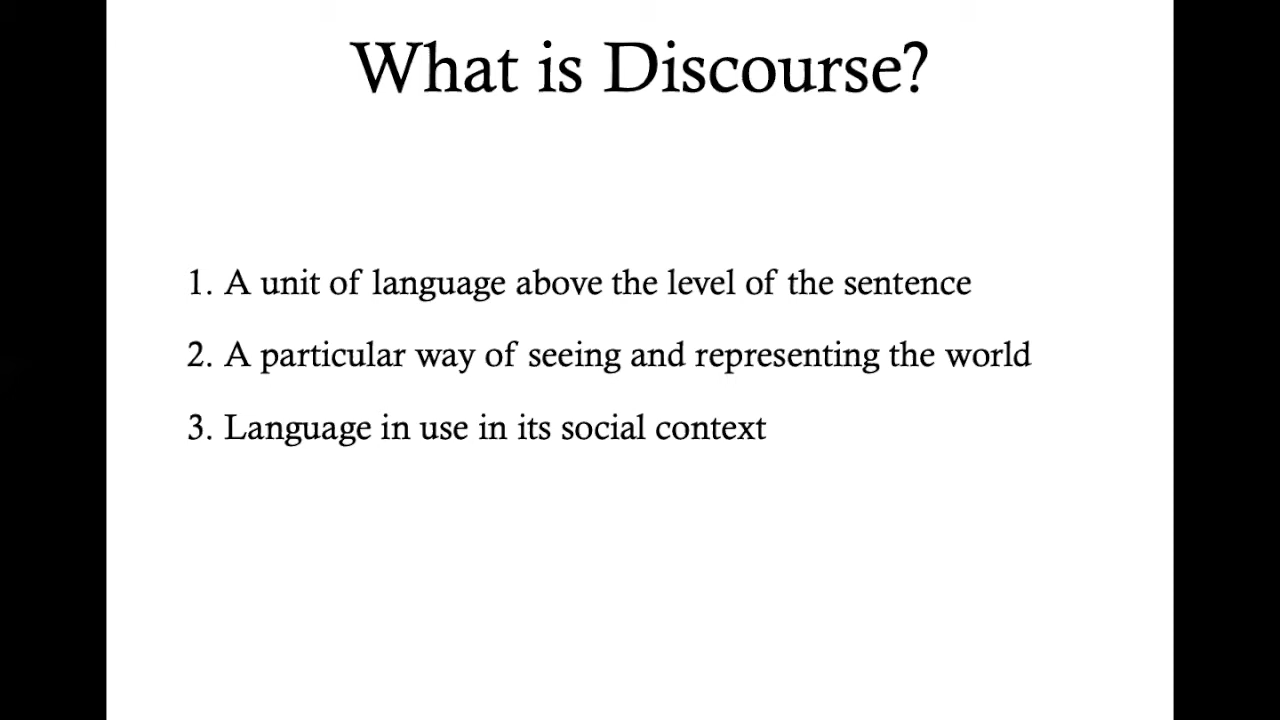 What is Discourse?
1. A unit of language above the level of the sentence
2. A particular way of seeing and representing the world
3. Language in use in its social context